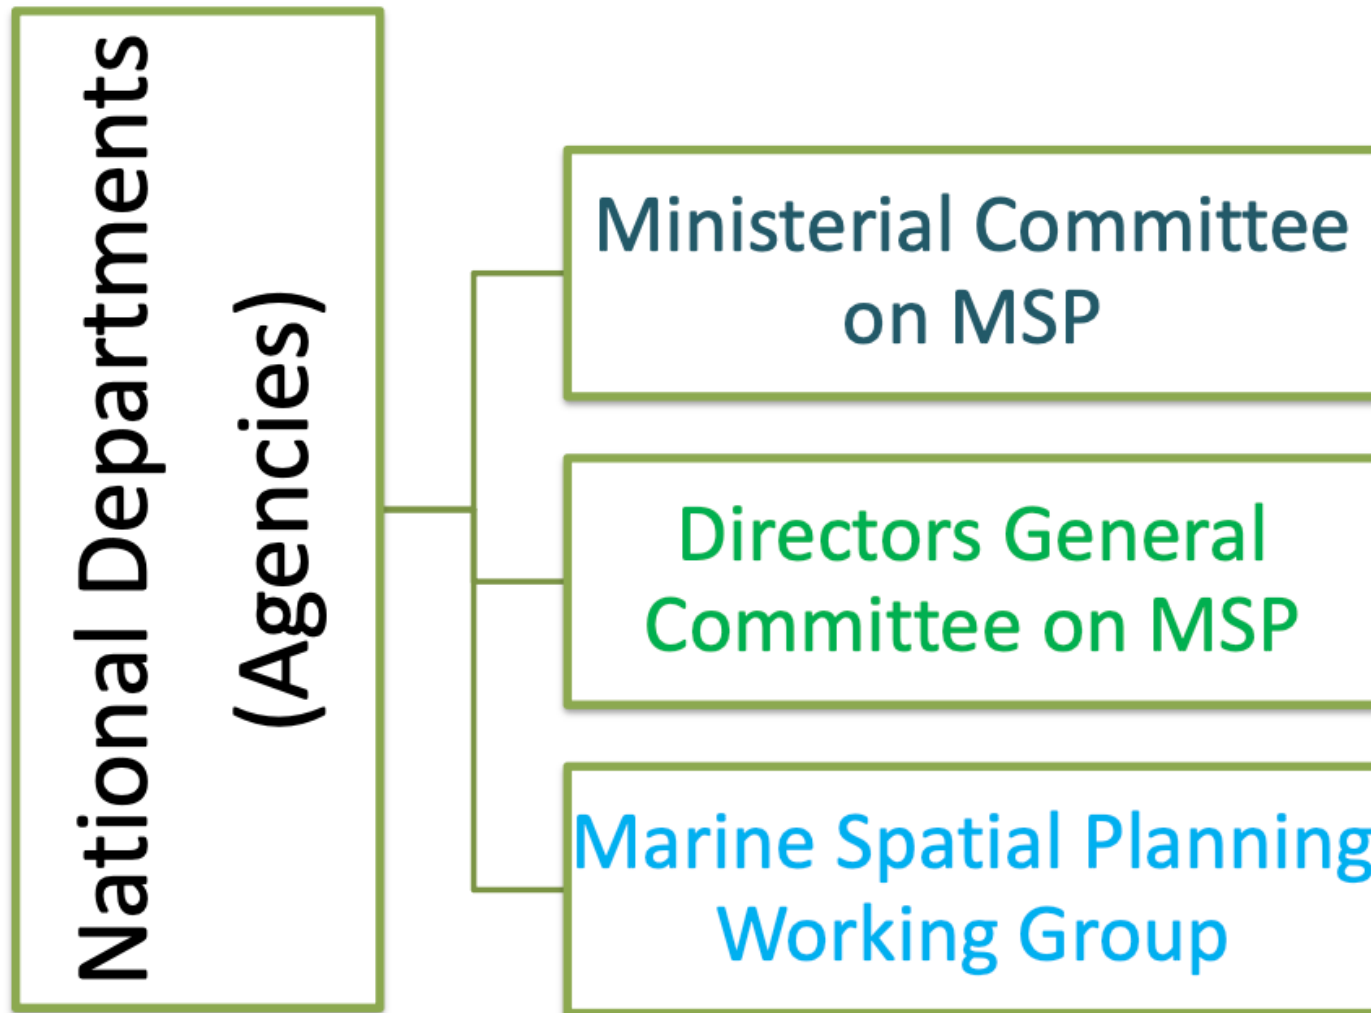 National Departments
(Agencies)
Ministerial Committee
on MSP
Directors General
Committee on MSP
Marine Spatial Planning
Working Group